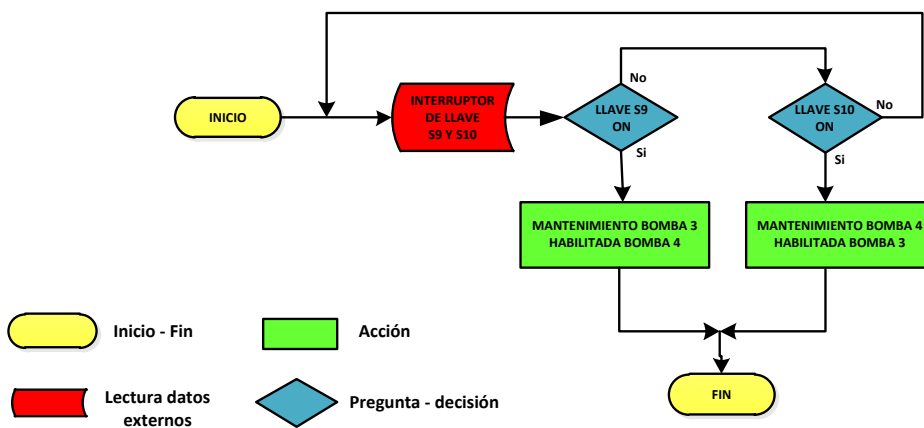 INICIO
INTERRUPTOR
DE LLAVE
S9 Y S10
LLAVE S9
ON
No
Si
LLAVE S10
ON
No
Si
MANTENIMIENTO BOMBA 3
HABILITADA BOMBA 4
MANTENIMIENTO BOMBA 4
HABILITADA BOMBA 3
FIN
Inicio - Fin
Acción
Lectura datos
externos
Pregunta - decisión